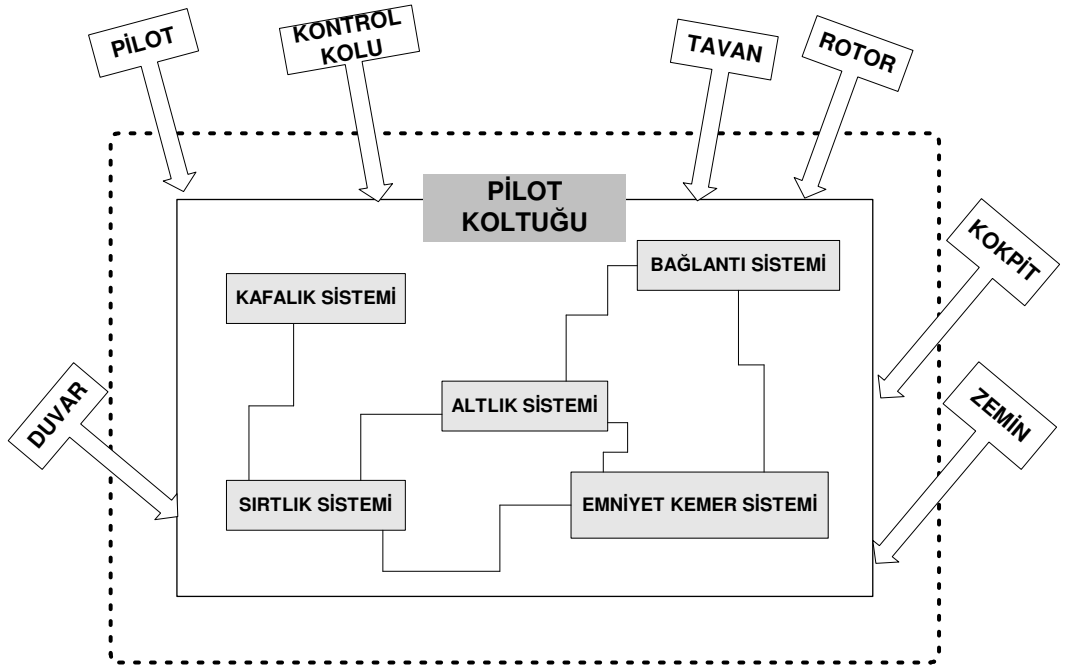 PİLOT
KONTROL
KOLU
TAVAN
ROTOR
PİLOT
KOLTUĞU
KOKPİT
BAĞLANTI SİSTEMİ
KAFALIK SİSTEMİ
ALTLIK SİSTEMİ
DUVAR
ZEMİN
SIRTLIK SİSTEMİ
EMNİYET KEMER SİSTEMİ